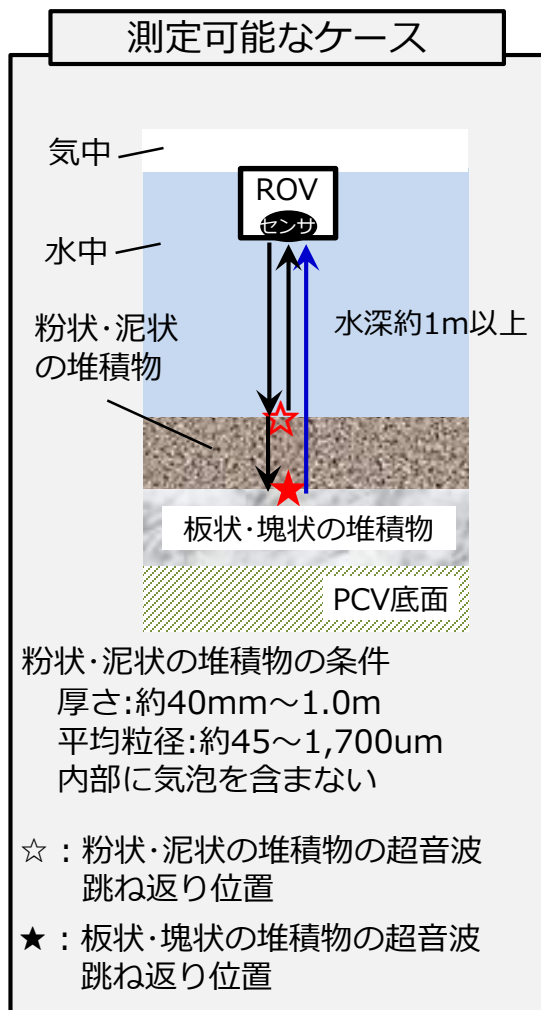 測定可能なケース
気中
ROV
センサ
水中
水深約1m以上
粉状･泥状
の堆積物
板状･塊状の堆積物
PCV底面
粉状･泥状の堆積物の条件
厚さ:約40mm～1.0m
平均粒径:約45～1,700um
内部に気泡を含まない
☆：粉状･泥状の堆積物の超音波
跳ね返り位置
★：板状･塊状の堆積物の超音波
跳ね返り位置